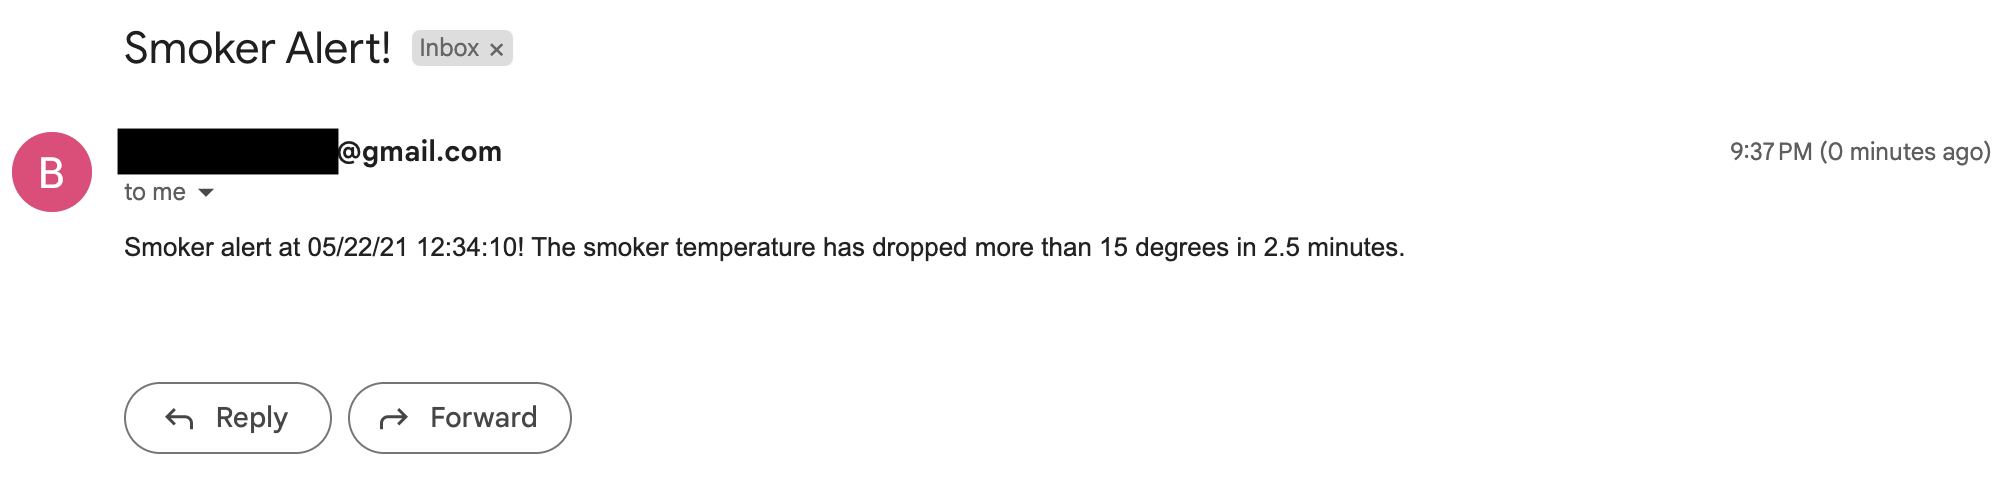 Smoker Alert! Inbox ×
@gmail.com 9:37 PM (0 minutes ago)
B
to me
Smoker alert at 05/22/21 12:34:10! The smoker temperature has dropped more than 15 degrees in 2.5 minutes.
Reply Forward